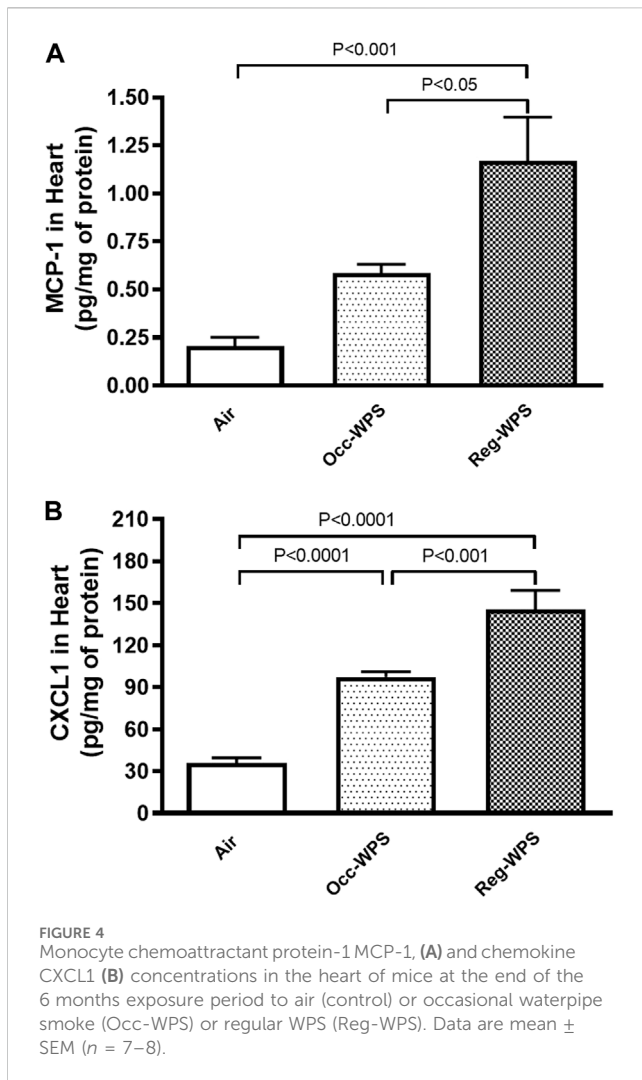 A
P<0.001
P<0.05
MCP-1 in Heart
(pg/mg of protein)
1.50
1.25
1.00
0.75
0.50
0.25
0.00
Air
Occ-WPS
Reg-WPS
B
P<0.0001
P<0.0001
P<0.001
CXCL1 in Heart
(pg/mg of protein)
210
180
150
120
90
60
30
0
Air
Occ-WPS
Reg-WPS
FIGURE 4
Monocyte chemoattractant protein-1 MCP-1, (A) and chemokine
CXCL1 (B) concentrations in the heart of mice at the end of the
6 months exposure period to air (control) or occasional waterpipe
smoke (Occ-WPS) or regular WPS (Reg-WPS). Data are mean ±
SEM (n = 7–8).